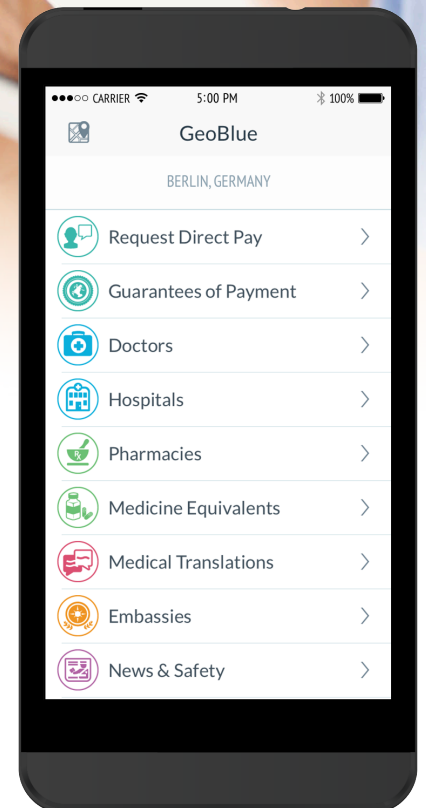 CARRIER 5:00 PM 100%
GeoBlue
BERLIN, GERMANY
Request Direct Pay
Guarantees of Payment
Doctors
Hospitals
Pharmacies
Medicine Equivalents
Medical Translations
Embassies
News & Safety